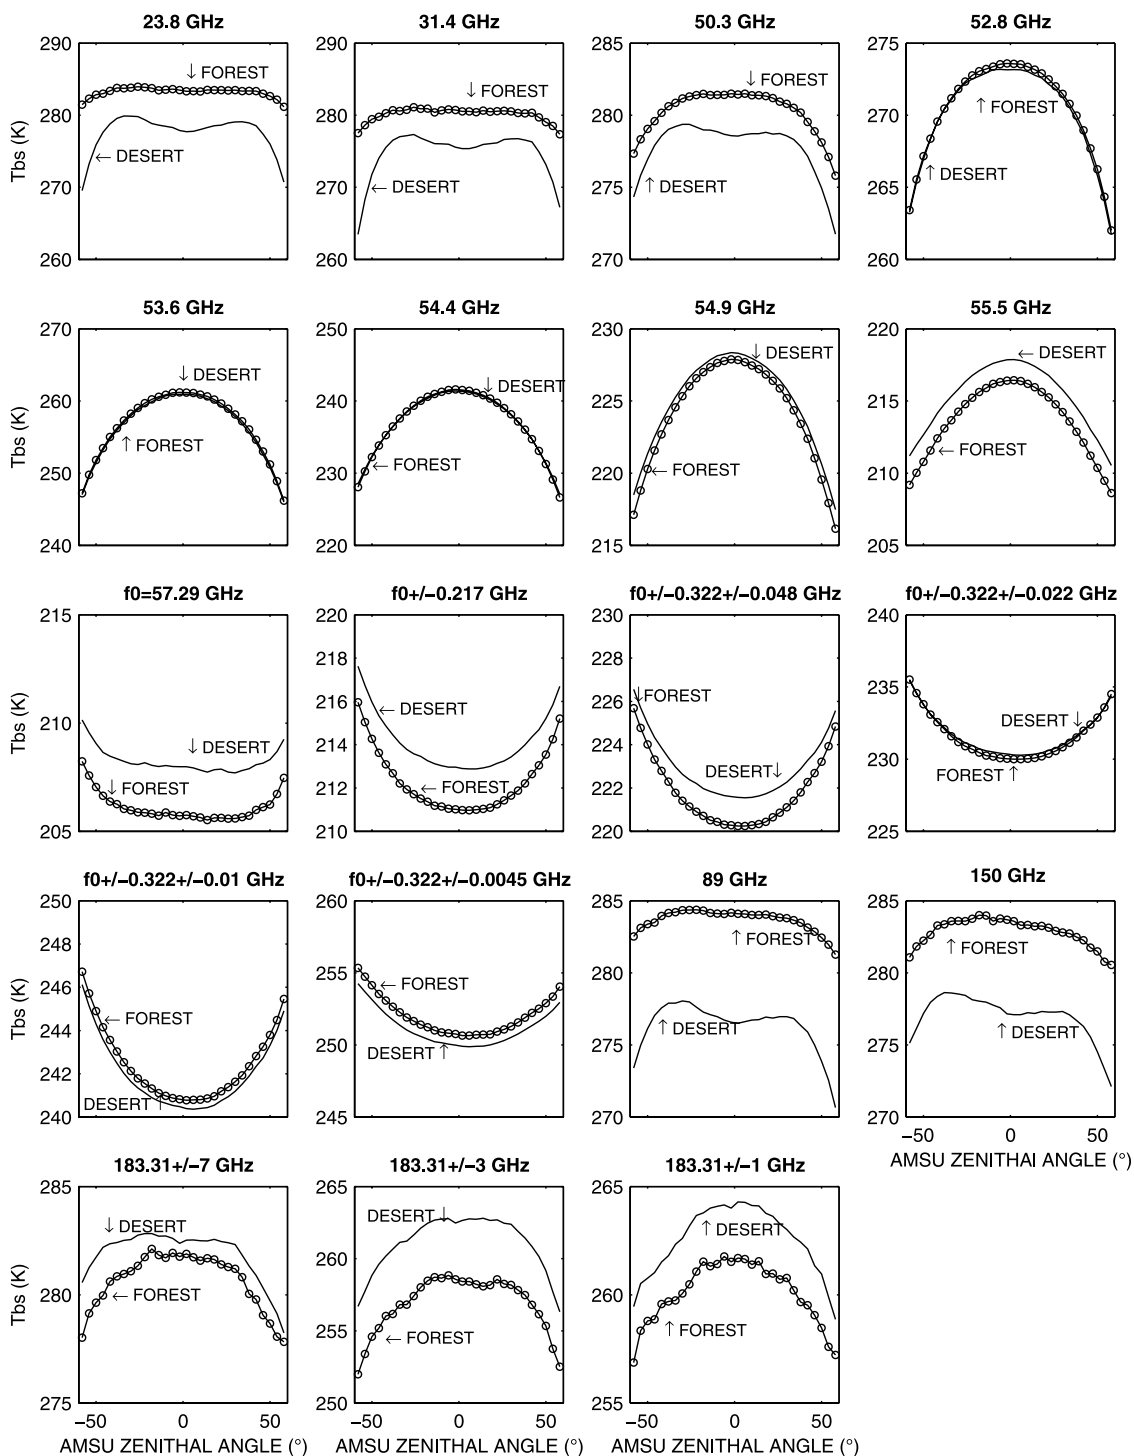 23.8 GHz
31.4 GHz
50.3 GHz
52.8 GHz
290
280
270
260
Tbs (K)
↓ FOREST
← DESERT
290
280
270
260
↓ FOREST
← DESERT
285
280
275
270
↓ FOREST
↑ DESERT
275
270
265
260
↑ FOREST
↑ DESERT
53.6 GHz
54.4 GHz
54.9 GHz
55.5 GHz
270
260
250
240
Tbs (K)
↓ DESERT
↑ FOREST
250
240
230
220
↓ DESERT
← FOREST
230
225
220
215
↓ DESERT
← FOREST
220
215
210
205
← DESERT
← FOREST
f0=57.29 GHz
f0+/−0.217 GHz
f0+/−0.322+/−0.048 GHz
f0+/−0.322+/−0.022 GHz
215
210
205
Tbs (K)
↓ DESERT
↓ FOREST
220
218
216
214
212
210
← DESERT
← FOREST
230
228
226
224
222
220
↓ FOREST
DESERT ↓
240
235
230
225
DESERT ↓
FOREST ↑
f0+/−0.322+/−0.01 GHz
f0+/−0.322+/−0.0045 GHz
89 GHz
150 GHz
250
248
246
244
242
240
Tbs (K)
← FOREST
DESERT ↑
260
255
250
245
← FOREST
DESERT ↑
285
280
275
270
↑ FOREST
↑ DESERT
285
280
275
270
↑ FOREST
↑ DESERT
−50 0 50
AMSU ZENITHAl ANGLE (°)
183.31+/−7 GHz
183.31+/−3 GHz
183.31+/−1 GHz
285
280
275
Tbs (K)
↓ DESERT
← FOREST
−50 0 50
AMSU ZENITHAL ANGLE (°)
265
260
255
250
DESERT ↓
← FOREST
−50 0 50
AMSU ZENITHAL ANGLE (°)
265
260
255
↑ DESERT
↑ FOREST
−50 0 50
AMSU ZENITHAL ANGLE (°)